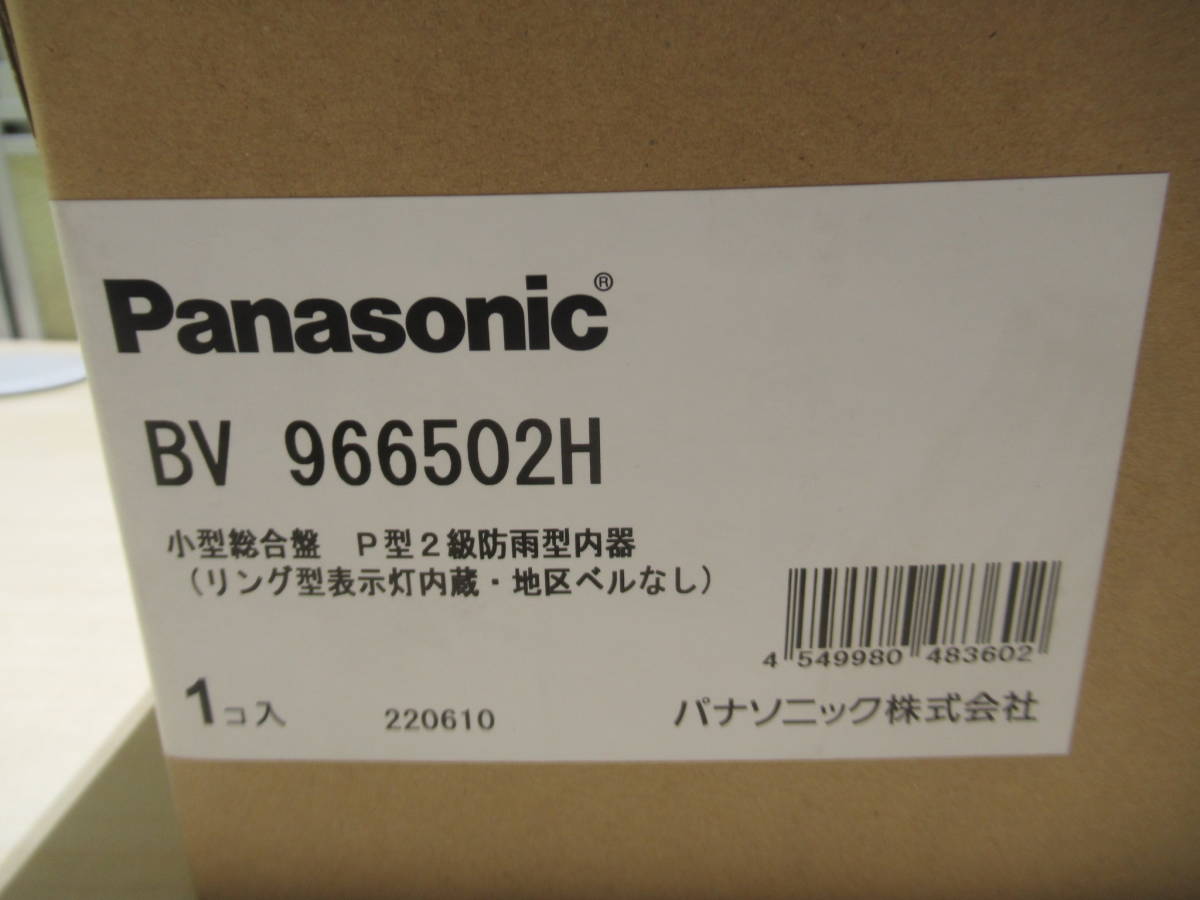 Panasonic®
BV 966502H
小型総合盤　P型2級防雨型内器
（リング型表示灯内蔵・地区ベルなし）
4 549980 483602
1コ入 220610 パナソニック株式会社